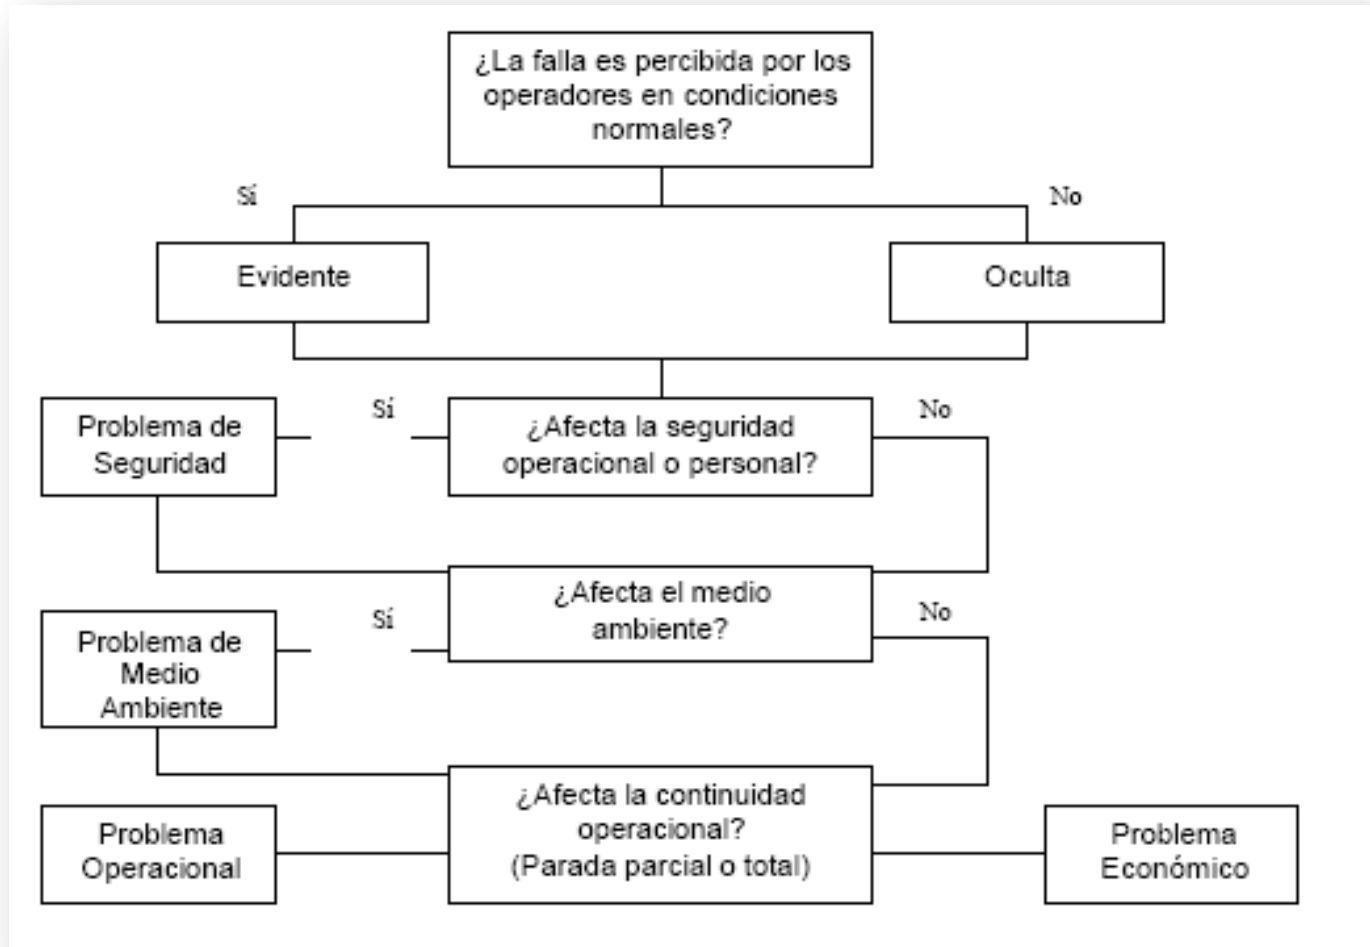 ¿La falla es percibida por los
operadores en condiciones
normales?
Sí
No
Evidente
Oculta
Problema de
Seguridad
Sí
¿Afecta la seguridad
operacional o personal?
No
¿Afecta el medio
ambiente?
Sí
No
Problema de
Medio
Ambiente
¿Afecta la continuidad
operacional?
(Parada parcial o total)
Problema
Operacional
Problema
Económico